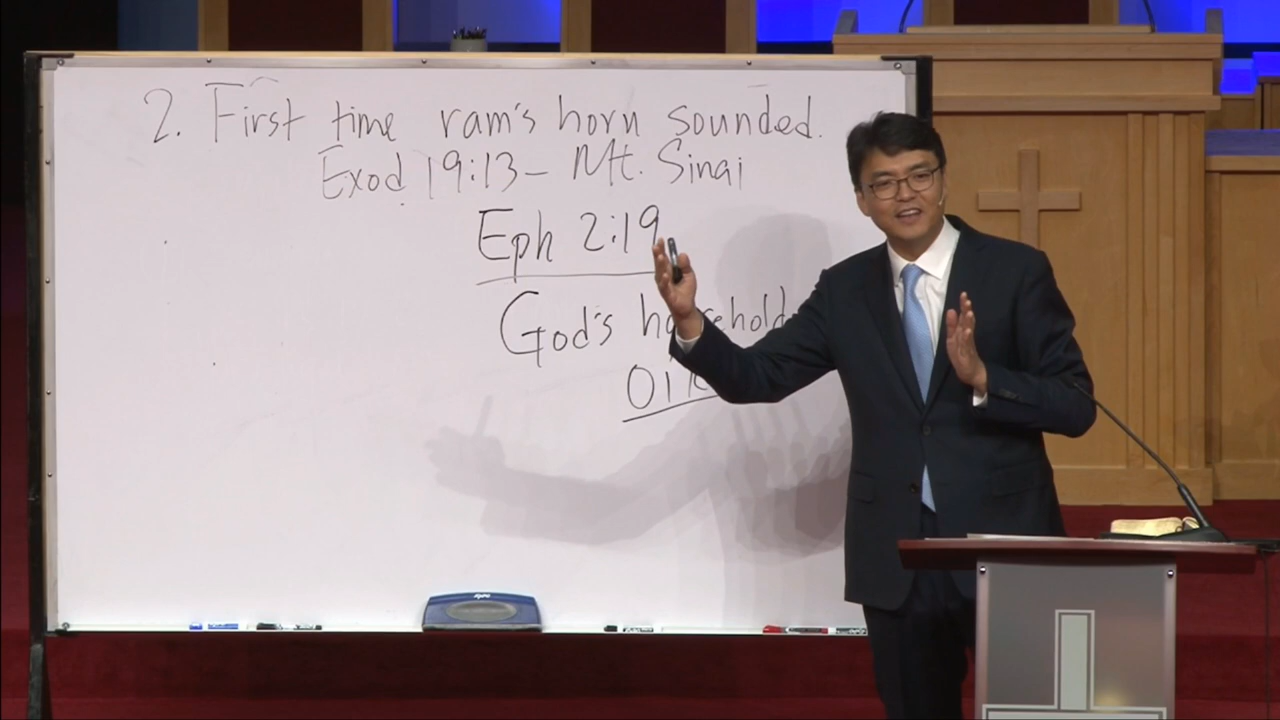 2. First time ram's horn sounded.
Exod 19:13 - Mt. Sinai
Eph 2:19
God's